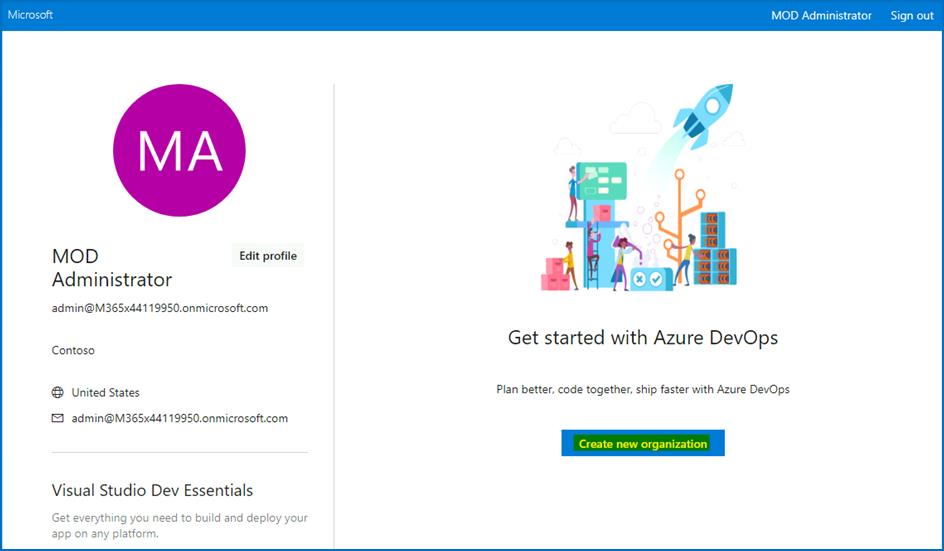 Microsoft
MOD Administrator
Sign out
MA
MOD
Administrator
Edit profile
admin@M365x44119950.onmicrosoft.com
Contoso
United States
admin@M365x44119950.onmicrosoft.com
Visual Studio Dev Essentials
Get everything you need to build and deploy your
app on any platform.
Get started with Azure DevOps
Plan better, code together, ship faster with Azure DevOps
Create new organization